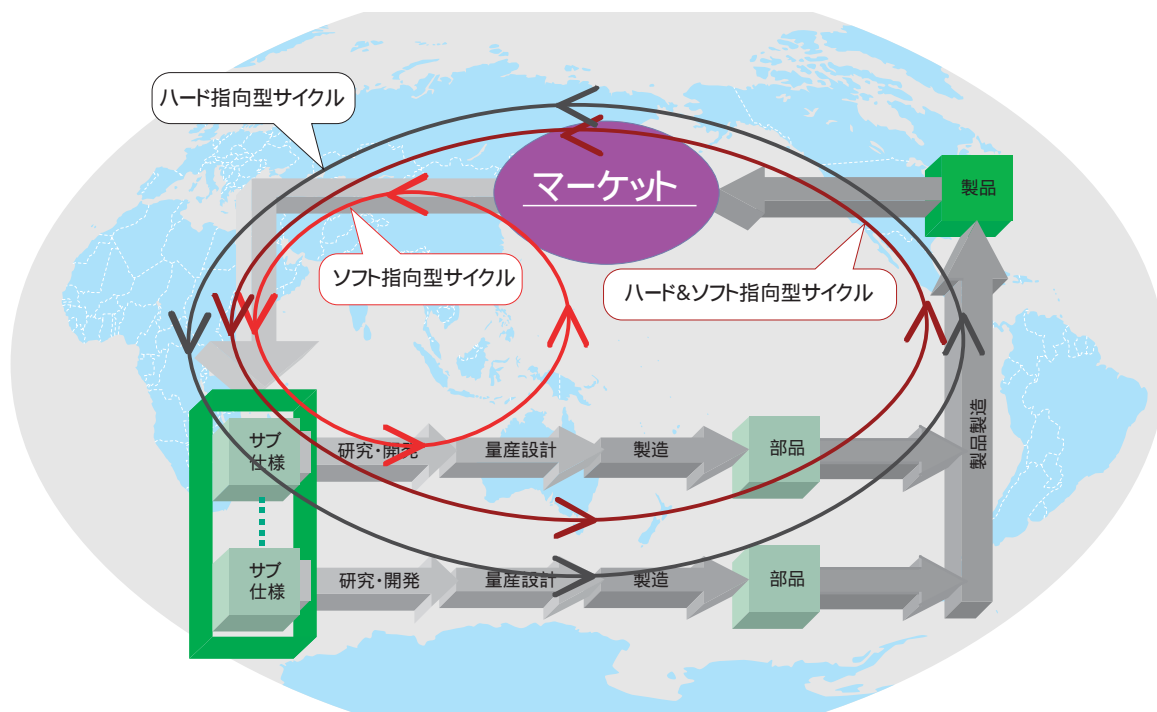 ハード指向型サイクル
マーケット
製品
ソフト指向型サイクル
ハード&ソフト指向型サイクル
サブ
仕様
研究・開発
量産設計
製造
部品
製品製造
サブ
仕様
研究・開発
量産設計
製造
部品